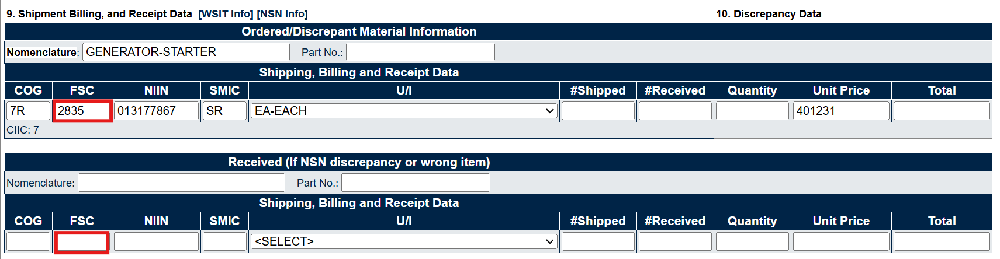 9. Shipment Billing, and Receipt Data [WSIT Info] [NSN Info] 10. Discrepancy Data
Ordered/Discrepant Material Information
Nomenclature: GENERATOR-STARTER Part No.:
Shipping, Billing and Receipt Data
COG FSC NIIN SMIC U/I #Shipped #Received Quantity Unit Price Total
7R 2835 013177867 SR EA-EACH 401231
CIIC: 7
Received (If NSN discrepancy or wrong item)
Nomenclature: Part No.:
Shipping, Billing and Receipt Data
COG FSC NIIN SMIC U/I #Shipped #Received Quantity Unit Price Total
<SELECT>